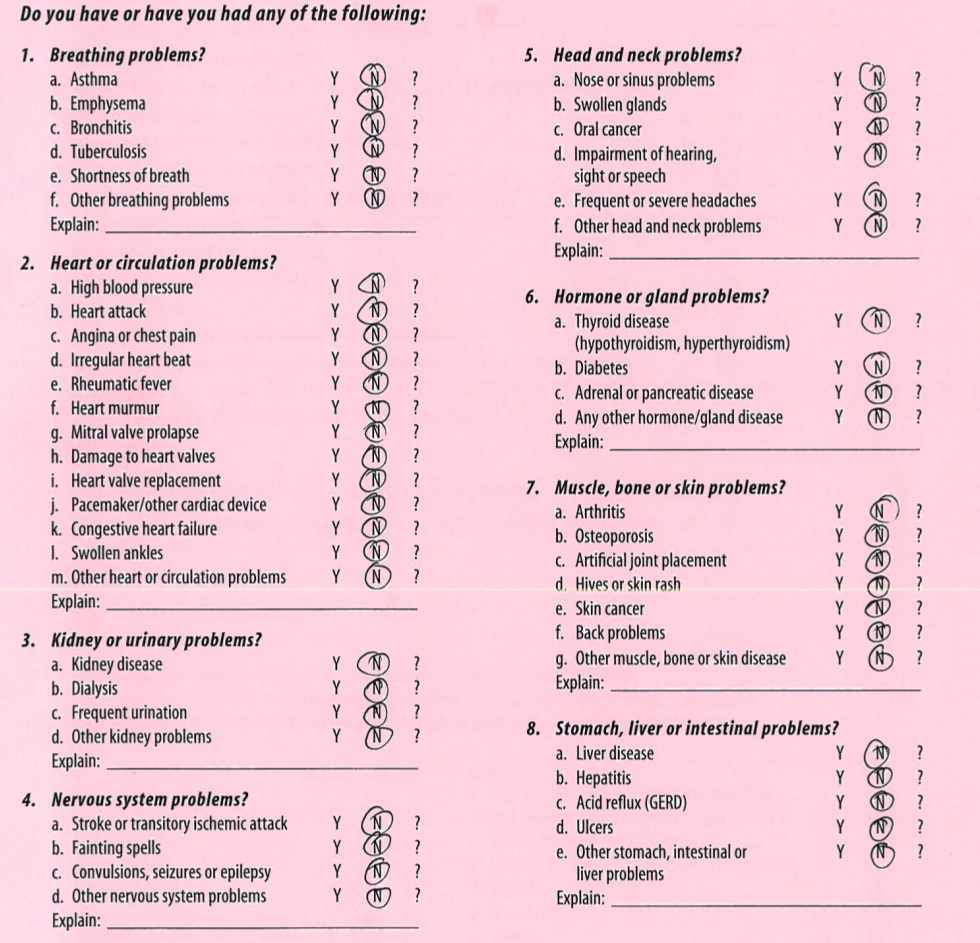 Do you have or have you had any of the following:
1. Breathing problems?
a. Asthma Y N ?
b. Emphysema Y N ?
c. Bronchitis Y N ?
d. Tuberculosis Y N ?
e. Shortness of breath Y N ?
f. Other breathing problems Y N ?
Explain:
2. Heart or circulation problems?
a. High blood pressure Y N ?
b. Heart attack Y N ?
c. Angina or chest pain Y N ?
d. Irregular heart beat Y N ?
e. Rheumatic fever Y N ?
f. Heart murmur Y N ?
g. Mitral valve prolapse Y N ?
h. Damage to heart valves Y N ?
i. Heart valve replacement Y N ?
j. Pacemaker/other cardiac device Y N ?
k. Congestive heart failure Y N ?
l. Swollen ankles Y N ?
m. Other heart or circulation problems Y N ?
Explain:
3. Kidney or urinary problems?
a. Kidney disease Y N ?
b. Dialysis Y N ?
c. Frequent urination Y N ?
d. Other kidney problems Y N ?
Explain:
4. Nervous system problems?
a. Stroke or transitory ischemic attack Y N ?
b. Fainting spells Y N ?
c. Convulsions, seizures or epilepsy Y N ?
d. Other nervous system problems Y N ?
Explain:
5. Head and neck problems?
a. Nose or sinus problems Y N ?
b. Swollen glands Y N ?
c. Oral cancer Y N ?
d. Impairment of hearing, Y N ?
sight or speech
e. Frequent or severe headaches Y N ?
f. Other head and neck problems Y N ?
Explain:
6. Hormone or gland problems?
a. Thyroid disease Y N ?
(hypothyroidism, hyperthyroidism)
b. Diabetes Y N ?
c. Adrenal or pancreatic disease Y N ?
d. Any other hormone/gland disease Y N ?
Explain:
7. Muscle, bone or skin problems?
a. Arthritis Y N ?
b. Osteoporosis Y N ?
c. Artificial joint placement Y N ?
d. Hives or skin rash Y N ?
e. Skin cancer Y N ?
f. Back problems Y N ?
g. Other muscle, bone or skin disease Y N ?
Explain:
8. Stomach, liver or intestinal problems?
a. Liver disease Y N ?
b. Hepatitis Y N ?
c. Acid reflux (GERD) Y N ?
d. Ulcers Y N ?
e. Other stomach, intestinal or Y N ?
liver problems
Explain: